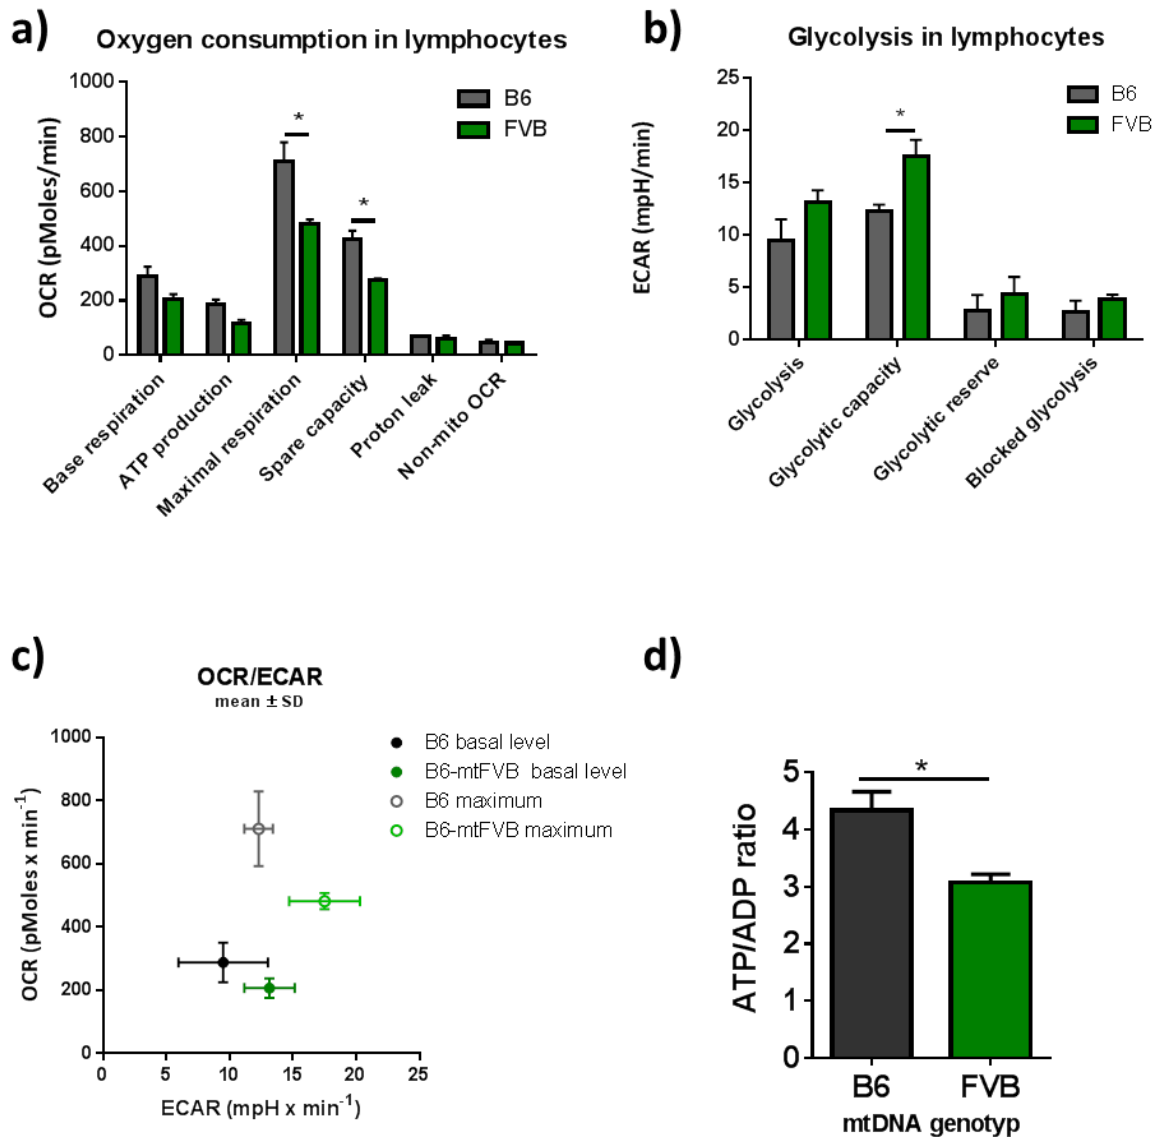 a)
Oxygen consumption in lymphocytes
B6
FVB
OCR (pMoles/min)
1000
800
600
400
200
0
*
*
Base respiration
ATP production
Maximal respiration
Spare capacity
Proton leak
Non-mito OCR
b)
Glycolysis in lymphocytes
B6
FVB
ECAR (mpH/min)
25
20
15
10
5
0
*
Glycolysis
Glycolytic capacity
Glycolytic reserve
Blocked glycolysis
c)
OCR/ECAR
mean ± SD
B6 basal level
B6-mtFVB basal level
B6 maximum
B6-mtFVB maximum
OCR (pMoles x min⁻¹)
1000
800
600
400
200
0
0 5 10 15 20 25
ECAR (mpH x min⁻¹)
d)
*
ATP/ADP ratio
5
4
3
2
1
0
B6 FVB
mtDNA genotyp